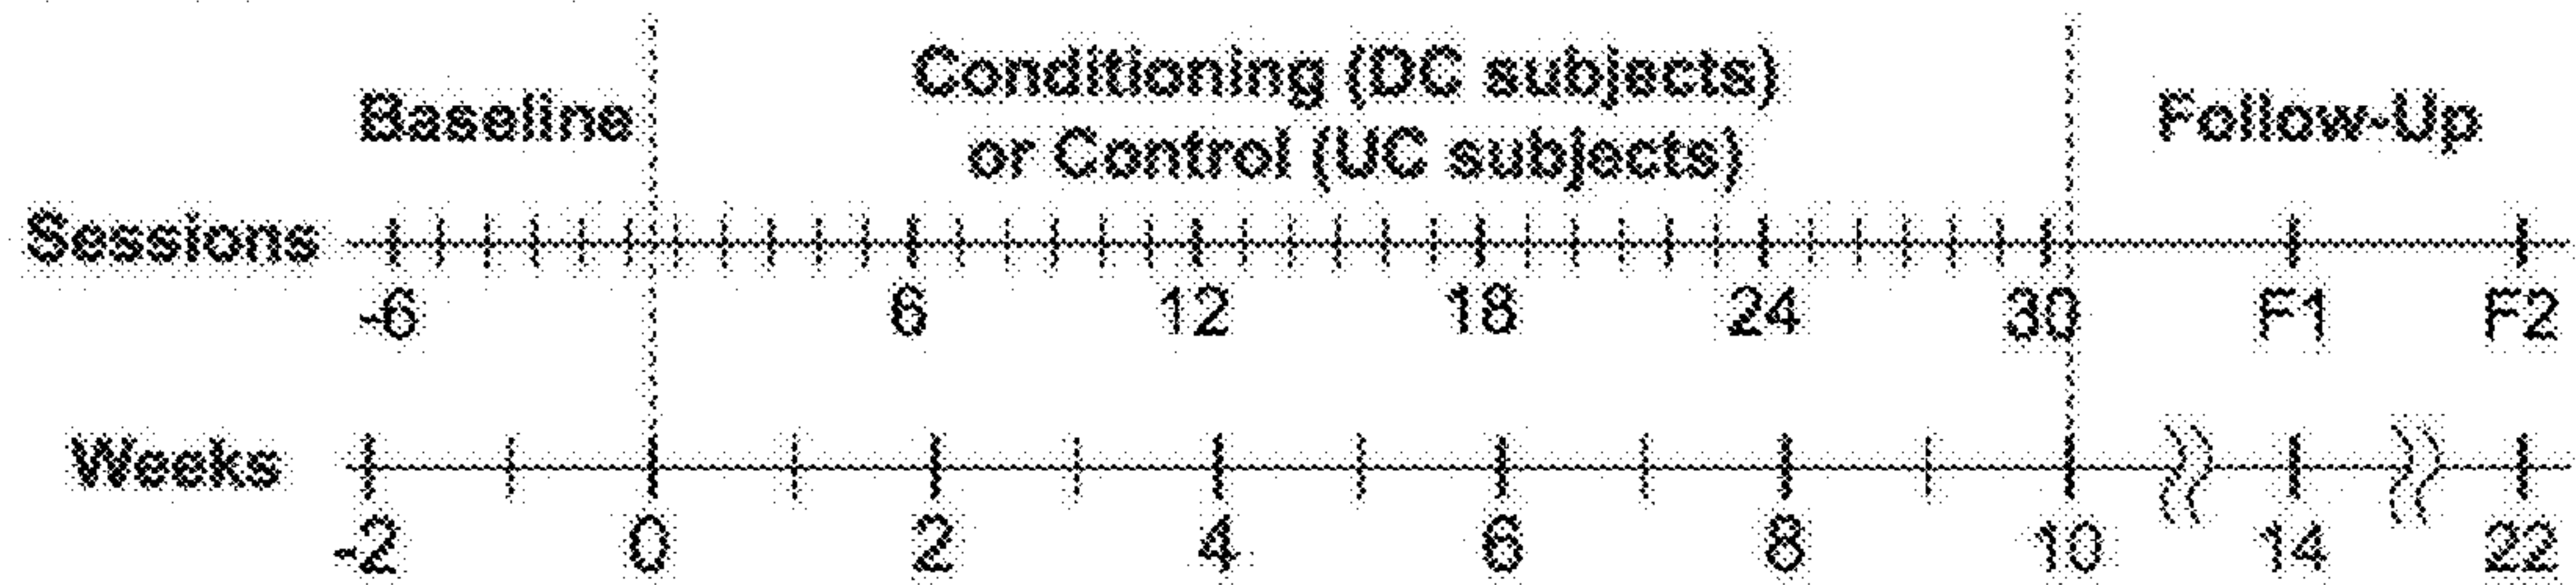 Conditioning (DC subjects)
Baseline
or Control (UC subjects)
Follow-Up
Sessions
-6 6 12 18 24 30 F1 F2
Weeks
-2 0 2 4 6 8 10 14 22